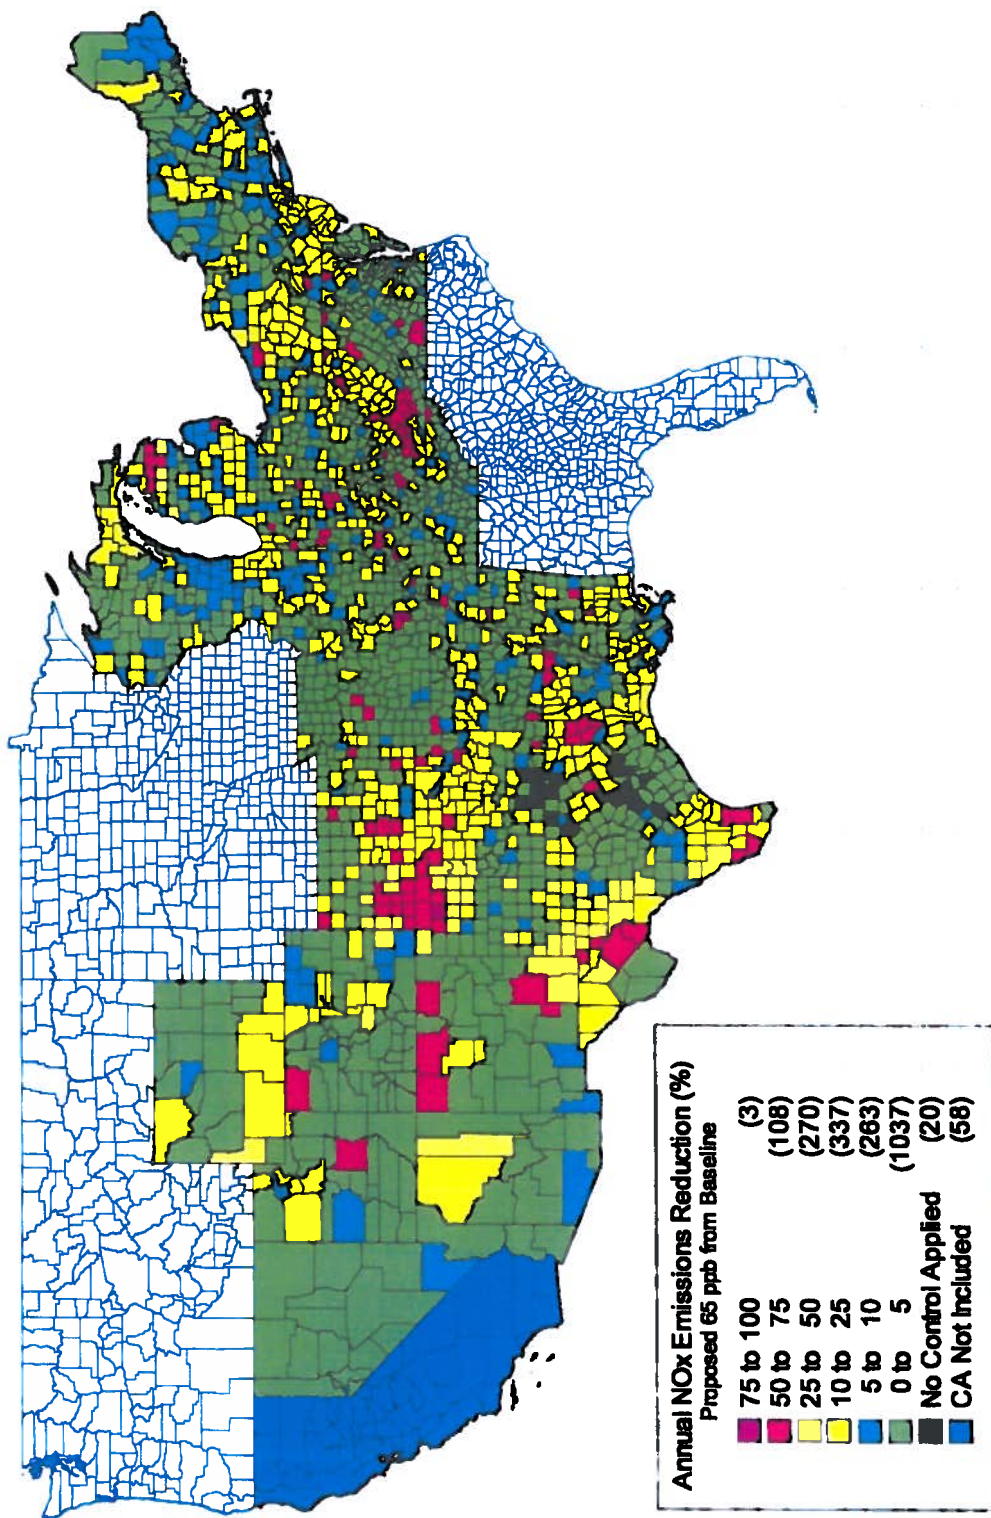 Annual NOx Emissions Reduction (%)
Proposed 65 ppb from Baseline
75 to 100 (3)
50 to 75 (108)
25 to 50 (270)
10 to 25 (337)
5 to 10 (263)
0 to 5 (1037)
No Control Applied (20)
CA Not Included (58)